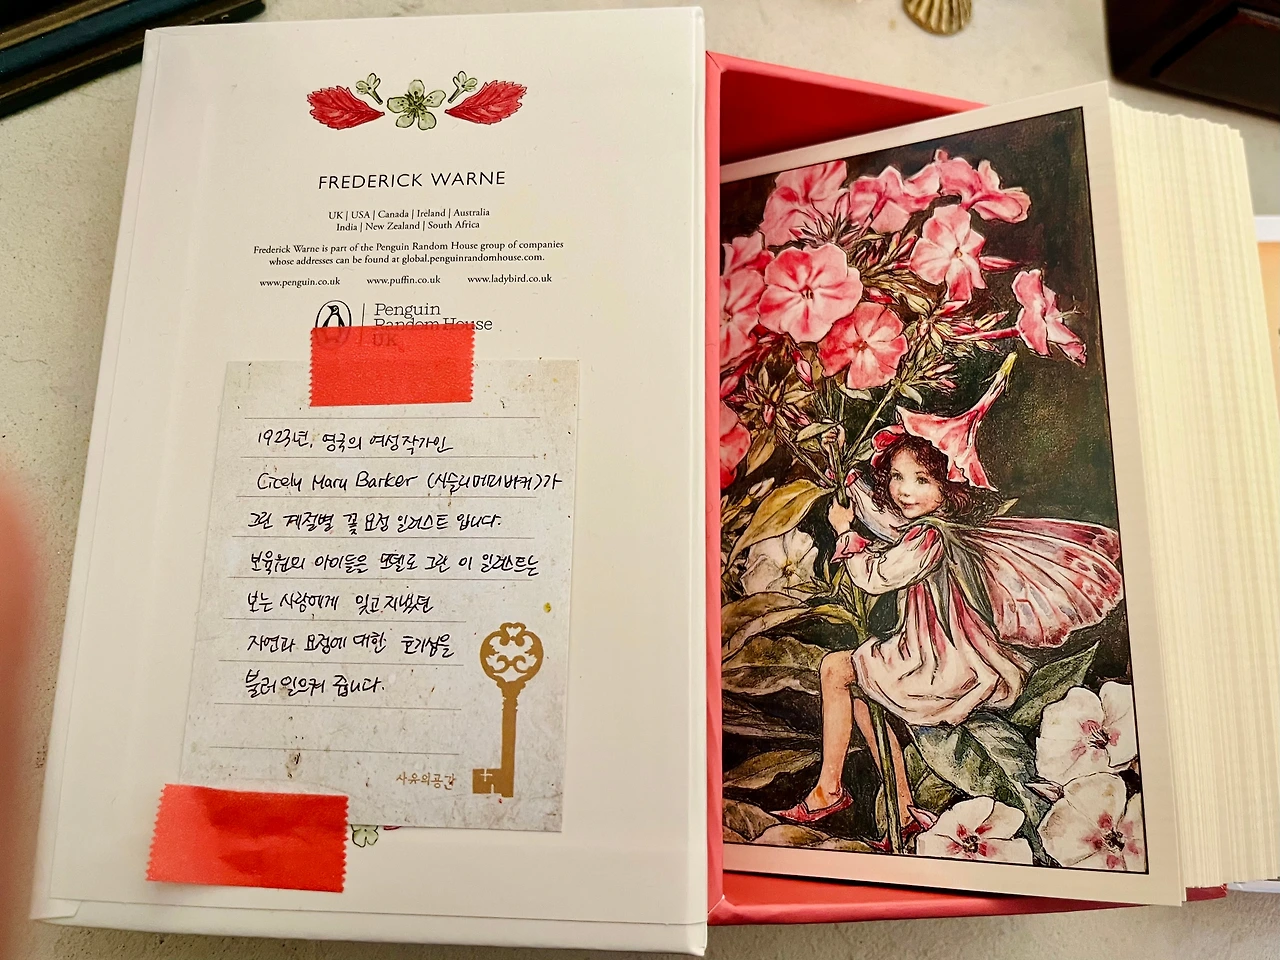 FREDERICK WARNE
UK | USA | Canada | Ireland | Australia
India | New Zealand | South Africa
Frederick Warne is part of the Penguin Random House group of companies
whose addresses can be found at global.penguinrandomhouse.com.
www.penguin.co.uk www.puffin.co.uk www.ladybird.co.uk
Penguin
Random House
UK
1923년, 영국의 여성작가인
Cicely Mary Barker (시슬리메리바커)가
그린 계절별 꽃 요정 일러스트 입니다.
보육원의 아이들을 모델로 그린 이 일러스트는
보는 사람에게 잊고 지냈던
자연과 요정에 대한 호기심을
불러 일으켜 줍니다.
사유의공간